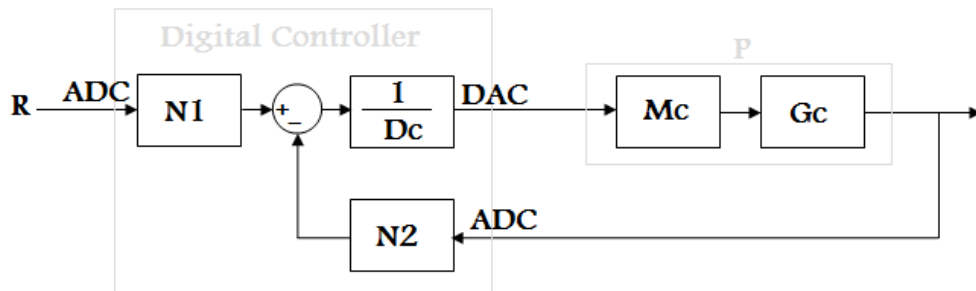 Digital Controller
P
R
ADC
N1
+
–
1
Dc
DAC
Mc
Gc
N2
ADC